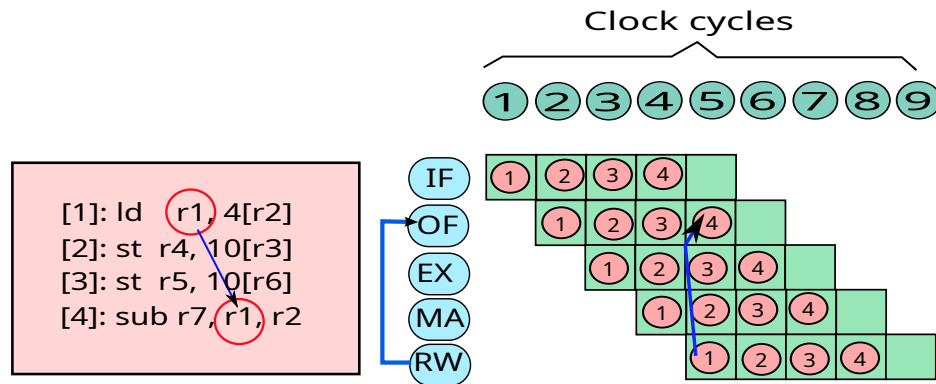 Clock cycles
1 2 3 4 5 6 7 8 9
[1]: ld r1, 4[r2]
[2]: st r4, 10[r3]
[3]: st r5, 10[r6]
[4]: sub r7, r1, r2
IF 1 2 3 4
OF 1 2 3 4
EX 1 2 3 4
MA 1 2 3 4
RW 1 2 3 4